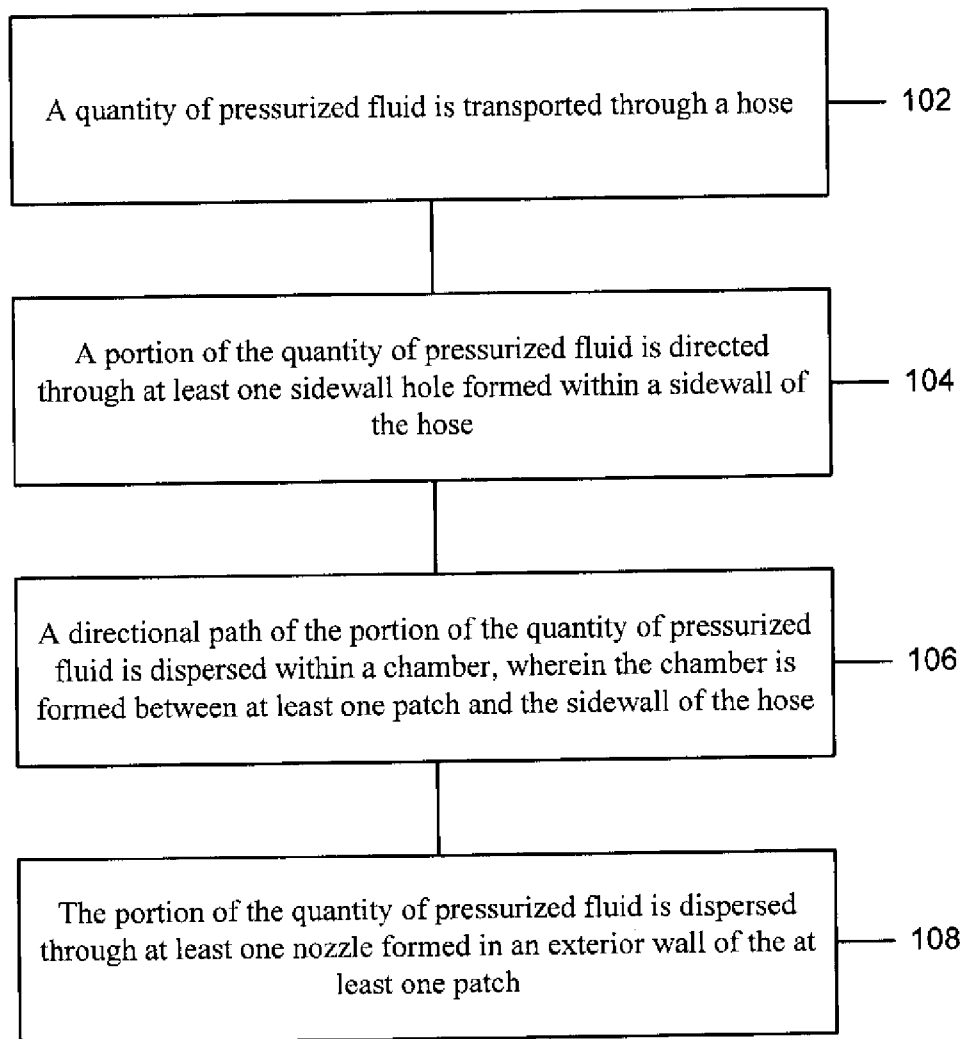 A quantity of pressurized fluid is transported through a hose
102
A portion of the quantity of pressurized fluid is directed
through at least one sidewall hole formed within a sidewall of
the hose
104
A directional path of the portion of the quantity of pressurized
fluid is dispersed within a chamber, wherein the chamber is
formed between at least one patch and the sidewall of the hose
106
The portion of the quantity of pressurized fluid is dispersed
through at least one nozzle formed in an exterior wall of the at
least one patch
108